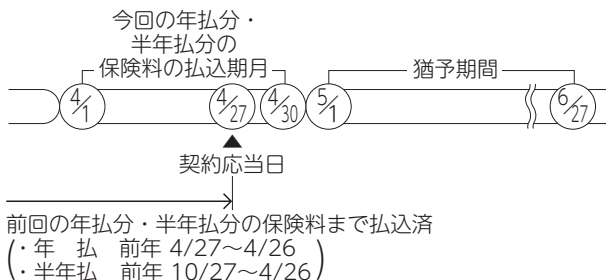 今回の年払分・
半年払分の
保険料の払込期月
猶予期間
4/1
4/27
4/30
5/1
6/27
契約応当日
前回の年払分・半年払分の保険料まで払込済
(・年　払　前年 4/27～4/26
・半年払　前年 10/27～4/26)